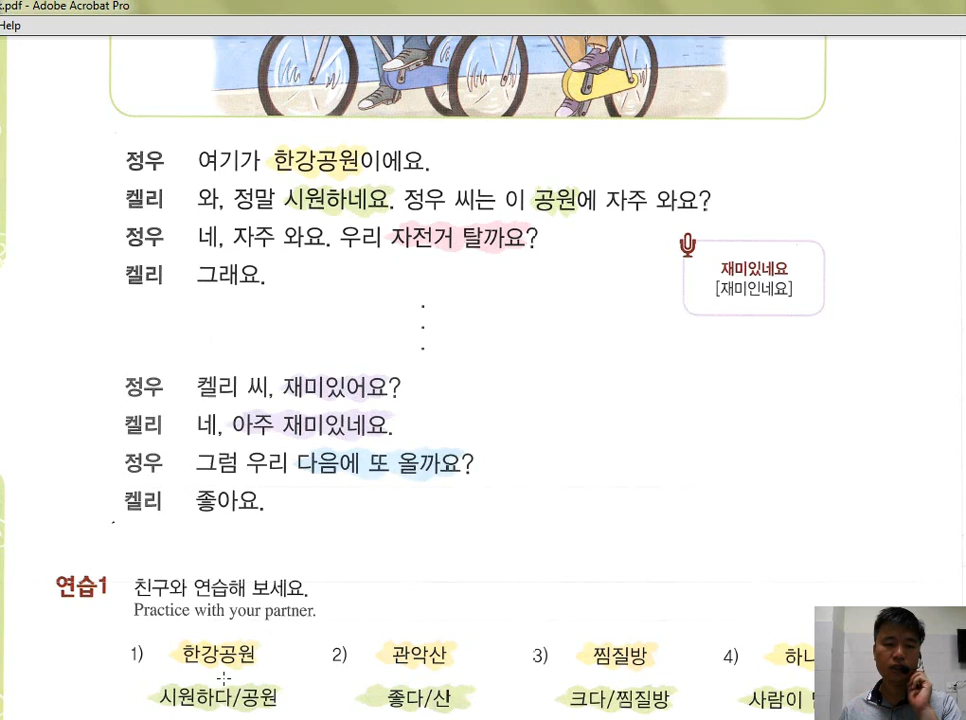 .pdf - Adobe Acrobat Pro
Help
정우 여기가 한강공원이에요.
켈리 와, 정말 시원하네요. 정우 씨는 이 공원에 자주 와요?
정우 네, 자주 와요. 우리 자전거 탈까요?
켈리 그래요.
재미있네요
[재미인네요]
정우 켈리 씨, 재미있어요?
켈리 네, 아주 재미있네요.
정우 그럼 우리 다음에 또 올까요?
켈리 좋아요.
연습1 친구와 연습해 보세요.
Practice with your partner.
1) 한강공원 2) 관악산 3) 찜질방 4)
시원하다/공원 좋다/산 크다/찜질방 사람이